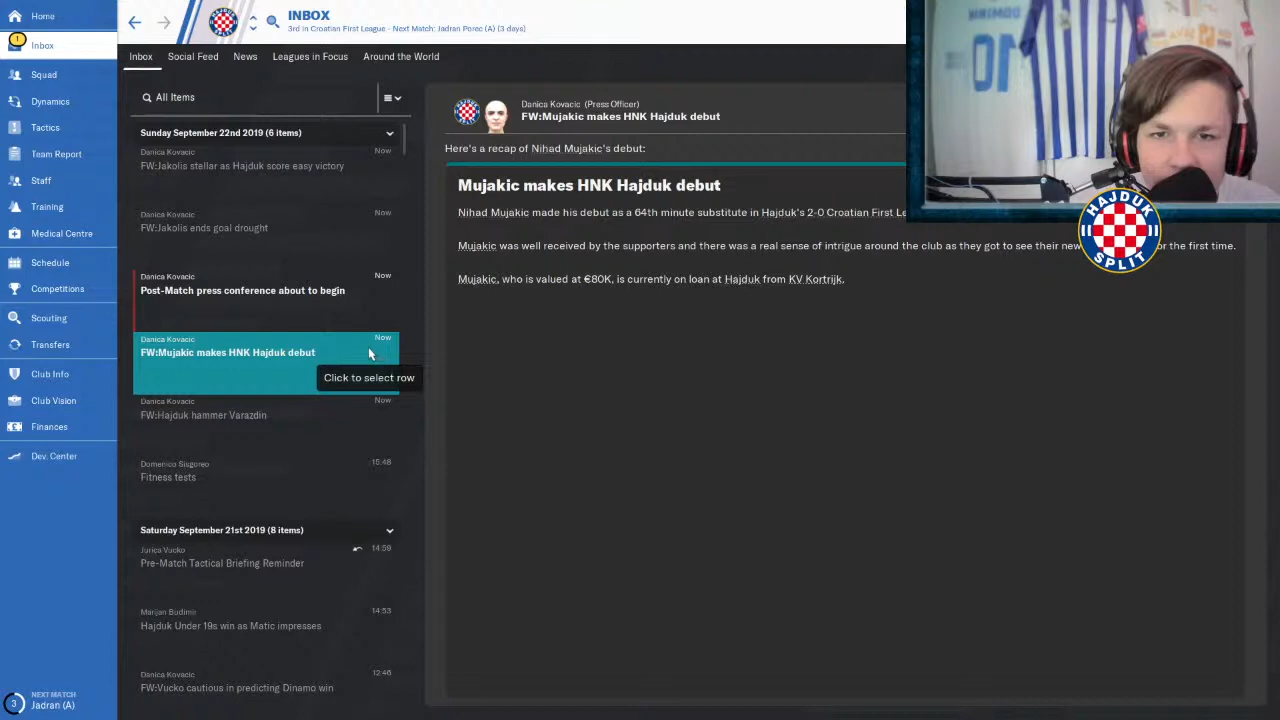 Home
1
Inbox
Squad
Dynamics
Tactics
Team Report
Staff
Training
Medical Centre
Schedule
Competitions
Scouting
Transfers
Club Info
Club Vision
Finances
Dev. Center
3
NEXT MATCH
Jadran (A)
INBOX
3rd in Croatian First League - Next Match: Jadran Porec (A) (3 days)
Inbox
Social Feed
News
Leagues in Focus
Around the World
All Items
Sunday September 22nd 2019 (6 items)
Danica Kovacic
Now
FW:Jakolis stellar as Hajduk score easy victory
Danica Kovacic
Now
FW:Jakolis ends goal drought
Danica Kovacic
Now
Post-Match press conference about to begin
Danica Kovacic
Now
FW:Mujakic makes HNK Hajduk debut
Click to select row
Danica Kovacic
Now
FW:Hajduk hammer Varazdin
Domenico Sisgoreo
15:48
Fitness tests
Saturday September 21st 2019 (8 items)
Jurica Vucko
14:59
Pre-Match Tactical Briefing Reminder
Marijan Budimir
14:53
Hajduk Under 19s win as Matic impresses
Danica Kovacic
12:46
FW:Vucko cautious in predicting Dinamo win
Danica Kovacic (Press Officer)
FW:Mujakic makes HNK Hajduk debut
Here's a recap of Nihad Mujakic's debut:
Mujakic makes HNK Hajduk debut
Nihad Mujakic made his debut as a 64th minute substitute in Hajduk's 2-0 Croatian First Le
Mujakic was well received by the supporters and there was a real sense of intrigue around the club as they got to see their new or the first time.
Mujakic, who is valued at €80K, is currently on loan at Hajduk from KV Kortrijk.
10
HAJDUK
SPLIT